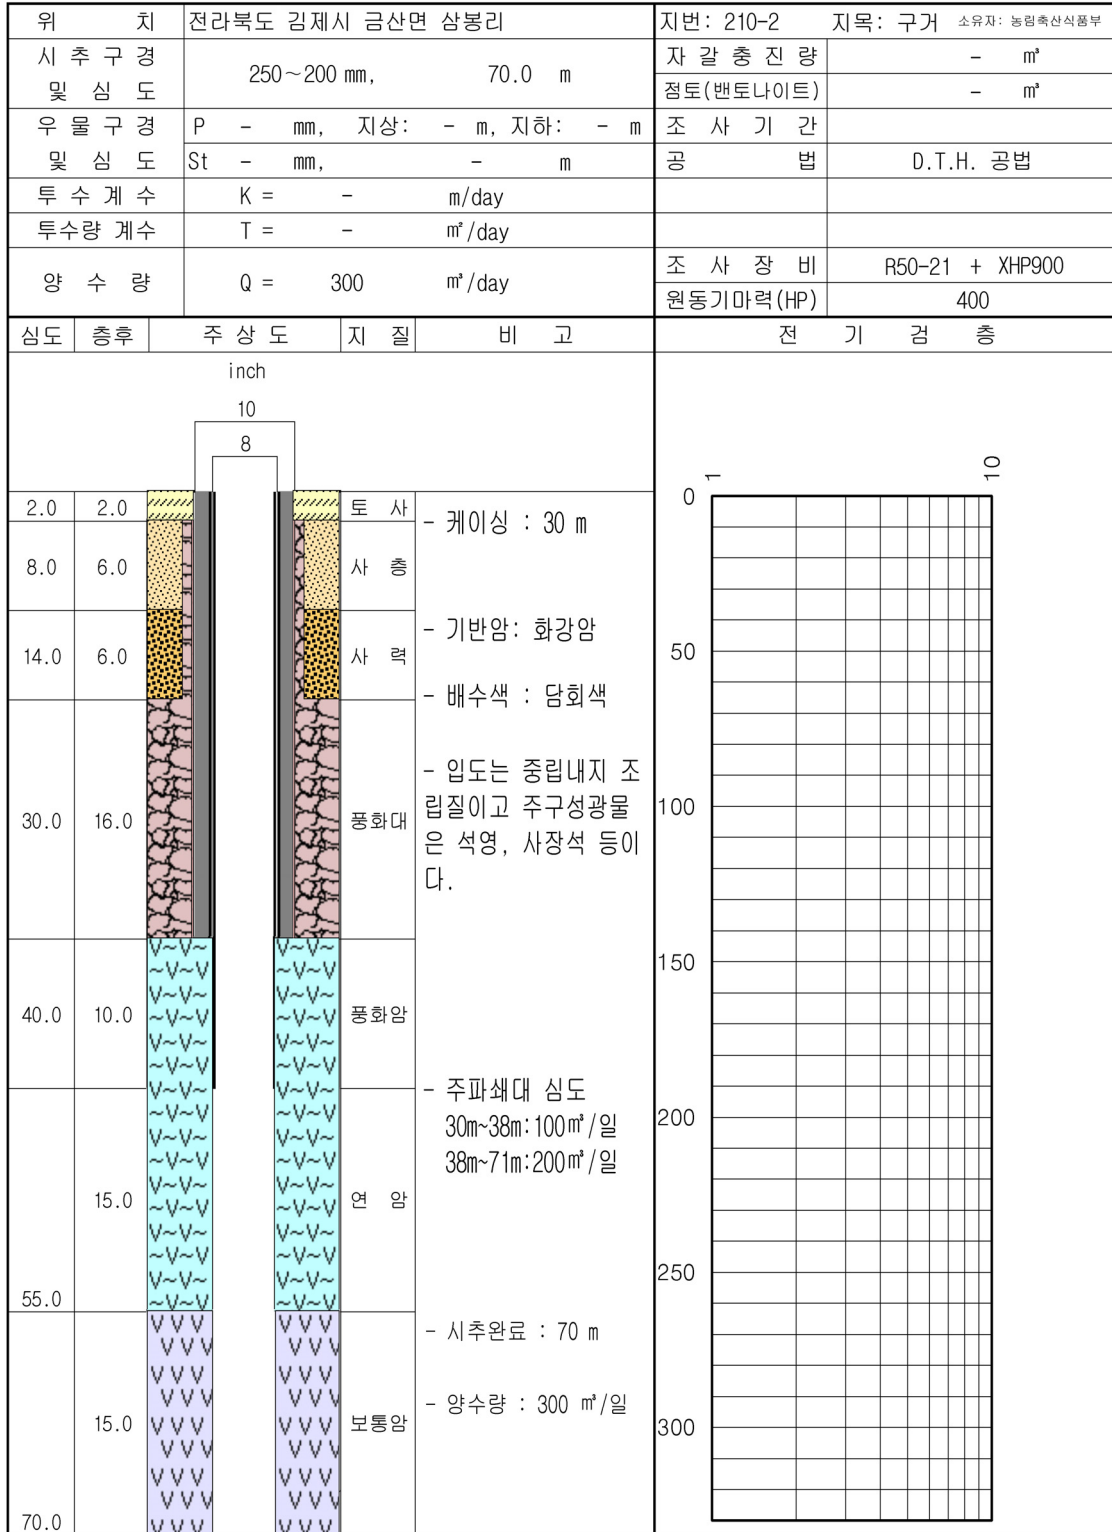 위 치 전라북도 김제시 금산면 삼봉리 지번: 210-2 지목: 구거 소유자: 농림축산식품부
시 추 구 경 및 심 도 250~200 mm, 70.0 m 자 갈 충 진 량 - ㎥
점토(밴토나이트) - ㎥
우 물 구 경 및 심 도 P - mm, 지상: - m, 지하: - m 조 사 기 간
St - mm, - m 공 법 D.T.H. 공법
투 수 계 수 K = - m/day
투수량 계수 T = - ㎡/day
양 수 량 Q = 300 ㎥/day 조 사 장 비 R50-21 + XHP900
원동기마력(HP) 400
심도 층후 주 상 도 지 질 비 고 전 기 검 층
inch
10
8
1 10
0
2.0 2.0 토 사
- 케이싱 : 30 m
8.0 6.0 사 층
- 기반암: 화강암
50
14.0 6.0 사 력
- 배수색 : 담회색
- 입도는 중립내지 조
립질이고 주구성광물
100
30.0 16.0 풍화대
은 석영, 사장석 등이
다.
150
40.0 10.0 풍화암
- 주파쇄대 심도
30m~38m:100㎥/일
200
38m~71m:200㎥/일
15.0 연 암
250
55.0
- 시추완료 : 70 m
- 양수량 : 300 ㎥/일
15.0 보통암
300
70.0